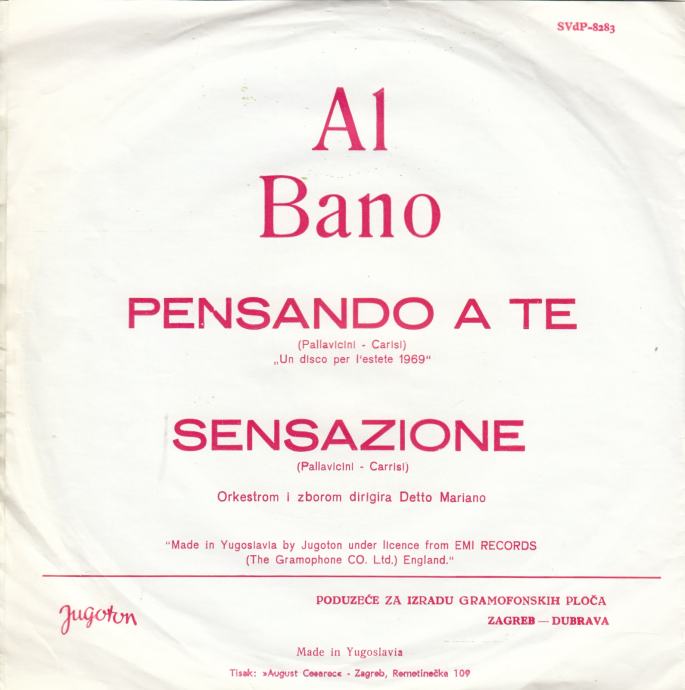 SVdP-8283
Al
Bano
PENSANDO A TE
(Pallavicini - Carisi)
„Un disco per l'estete 1969"
SENSAZIONE
(Pallavicini - Carrisi)
Orkestrom i zborom dirigira Detto Mariano
"Made in Yugoslavia by Jugoton under licence from EMI RECORDS
(The Gramophone CO. Ltd.) England."
Jugoton
PODUZEĆE ZA IZRADU GRAMOFONSKIH PLOČA
ZAGREB — DUBRAVA
Made in Yugoslavia
Tisak: »August Cesarec« - Zagreb, Remetinečka 109